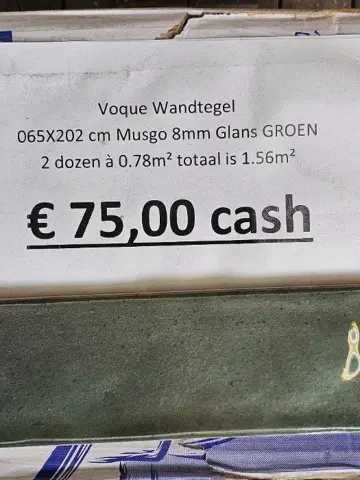 Voque Wandtegel
065X202 cm Musgo 8mm Glans GROEN
2 dozen à 0.78m² totaal is 1.56m²
€ 75,00 cash